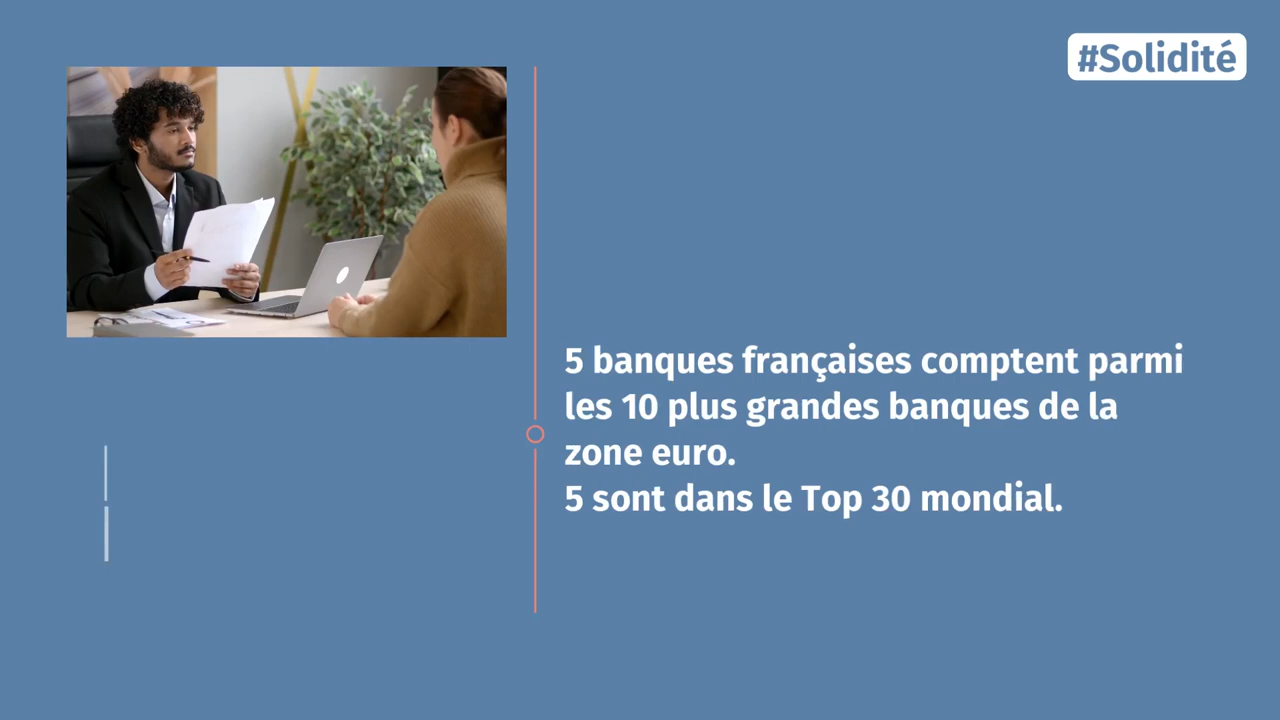 #Solidité
5 banques françaises comptent parmi
les 10 plus grandes banques de la
zone euro.
5 sont dans le Top 30 mondial.